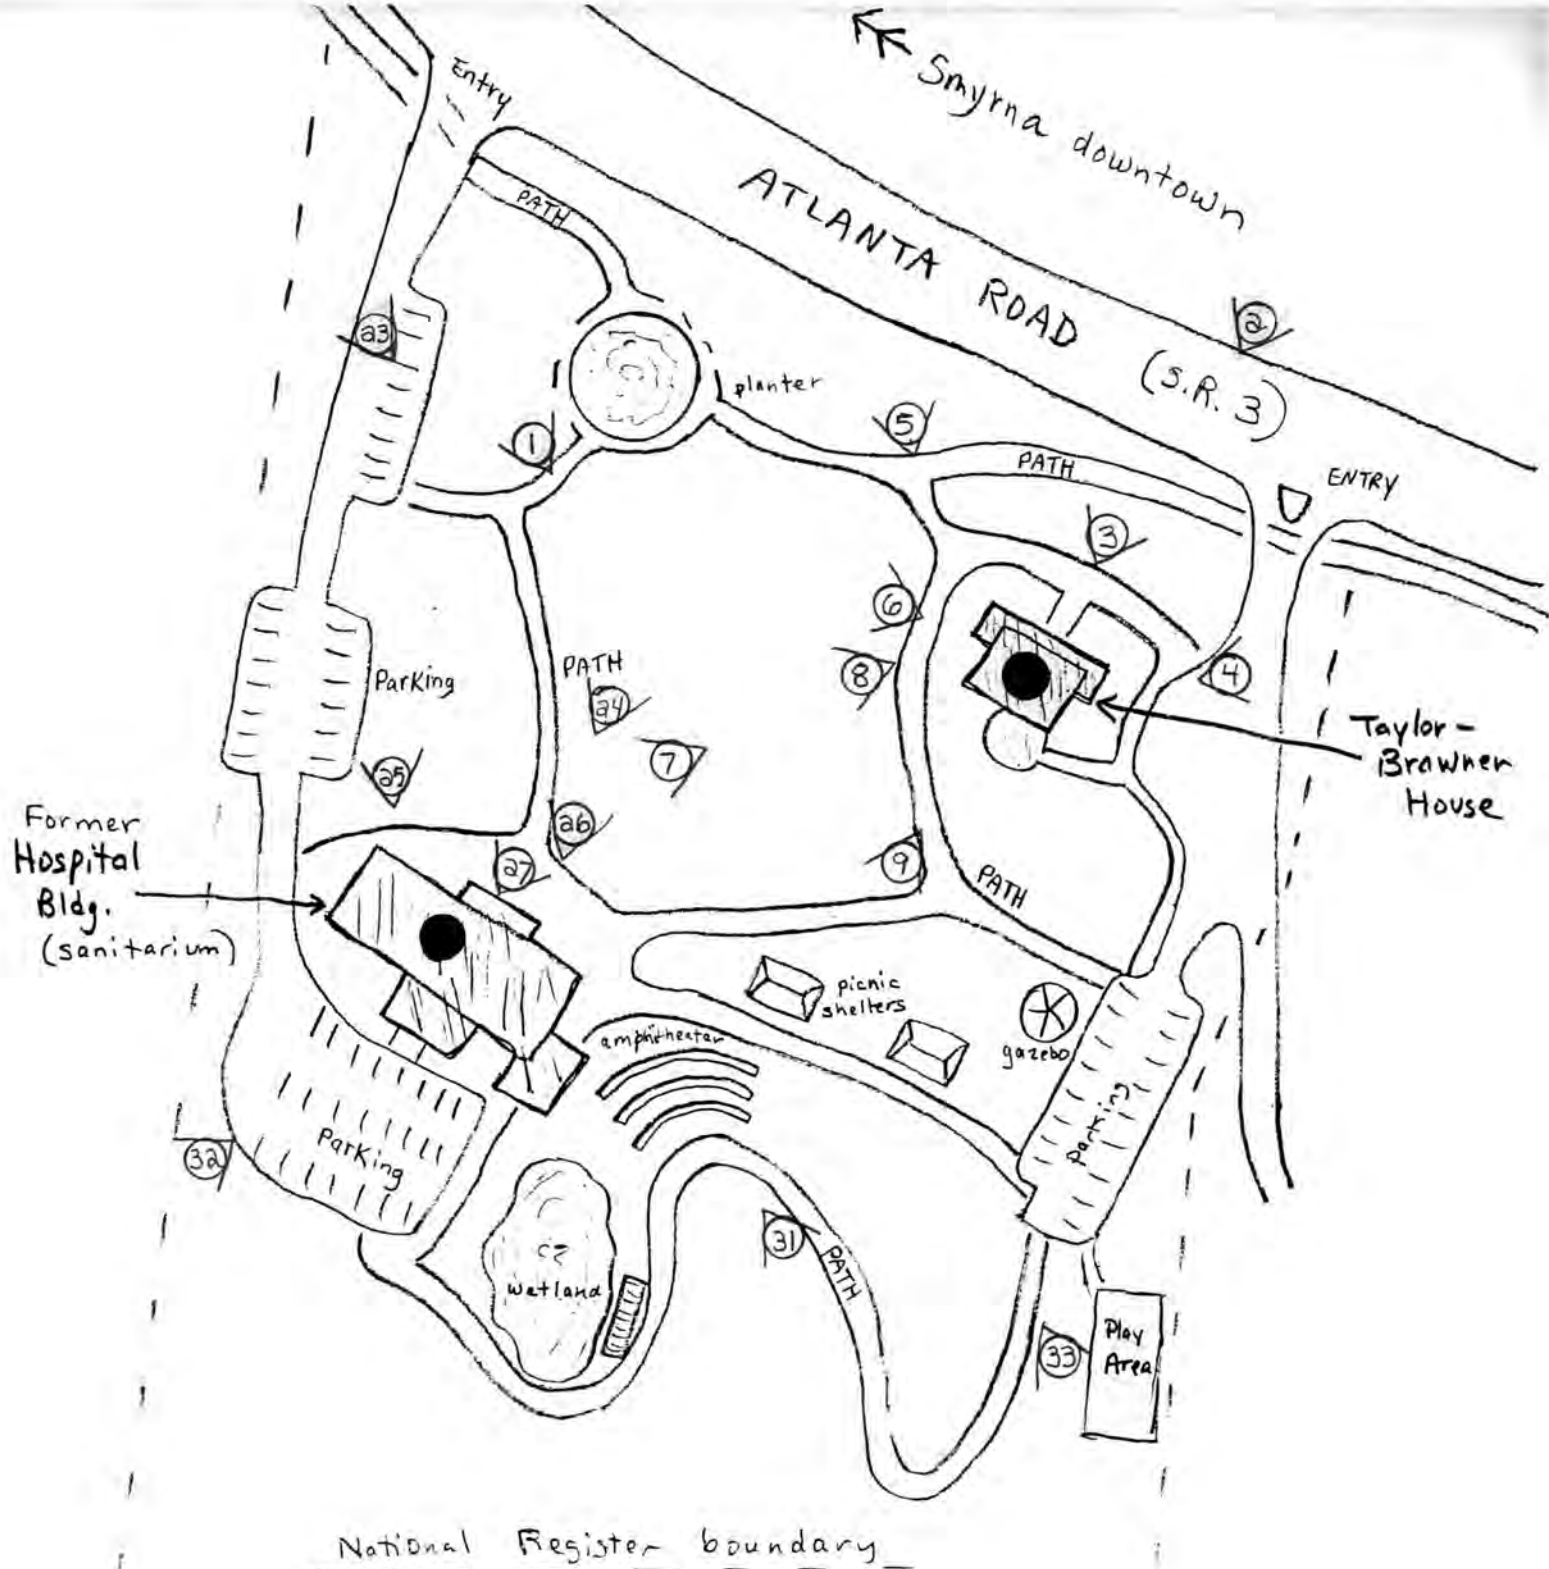 Smyrna downtown
Entry
ATLANTA ROAD (S.R. 3)
PATH
planter
ENTRY
PATH
23
2
1
5
3
6
8
4
PATH
Parking
24
7
25
Taylor-
Brawner
House
Former
Hospital
Bldg.
(sanitarium)
26
27
9
PATH
picnic
shelters
gazebo
amphitheater
Parking
Parking
32
31
PATH
wetland
33
Play
Area
National Register boundary